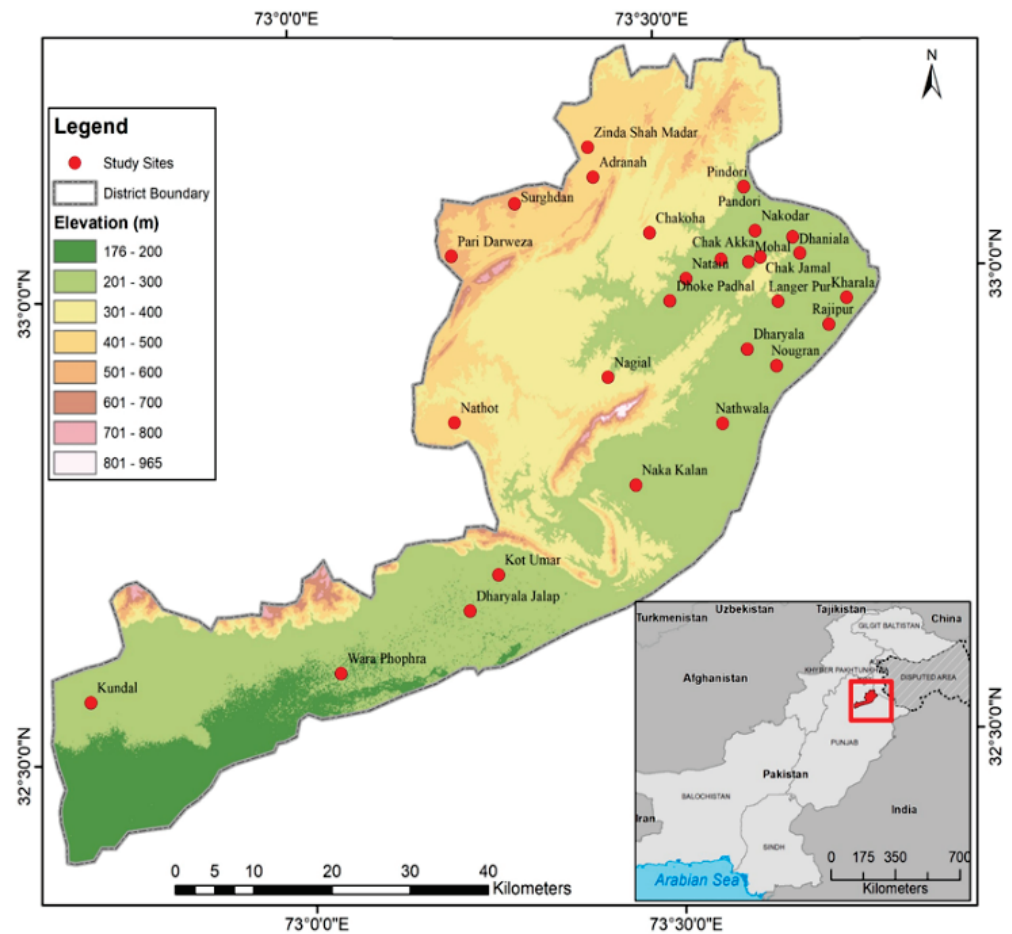 73°0'0"E
73°30'0"E
N
Legend
Study Sites
District Boundary
Elevation (m)
176 - 200
201 - 300
301 - 400
401 - 500
501 - 600
601 - 700
701 - 800
801 - 965
33°0'0"N
33°0'0"N
Zinda Shah Madar
Adranah
Surghdan
Pari Darweza
Pindori
Pandori
Chakoha
Nakodar
Chak Akka
Mohal
Dhaniala
Natain
Chak Jamal
Dhoke Padhal
Langer Pur
Kharala
Rajipur
Dharyala
Nougran
Nagial
Nathot
Nathwala
Naka Kalan
Kot Umar
Dharyala Jalap
Wara Phophra
Kundal
32°30'0"N
32°30'0"N
Turkmenistan
Uzbekistan
Tajikistan
China
GILGIT BALTISTAN
Afghanistan
DISPUTED AREA
PUNJAB
Pakistan
BALOCHISTAN
India
Iran
SINDH
Arabian Sea
0 175 350 700
Kilometers
0 5 10 20 30 40
Kilometers
73°0'0"E
73°30'0"E